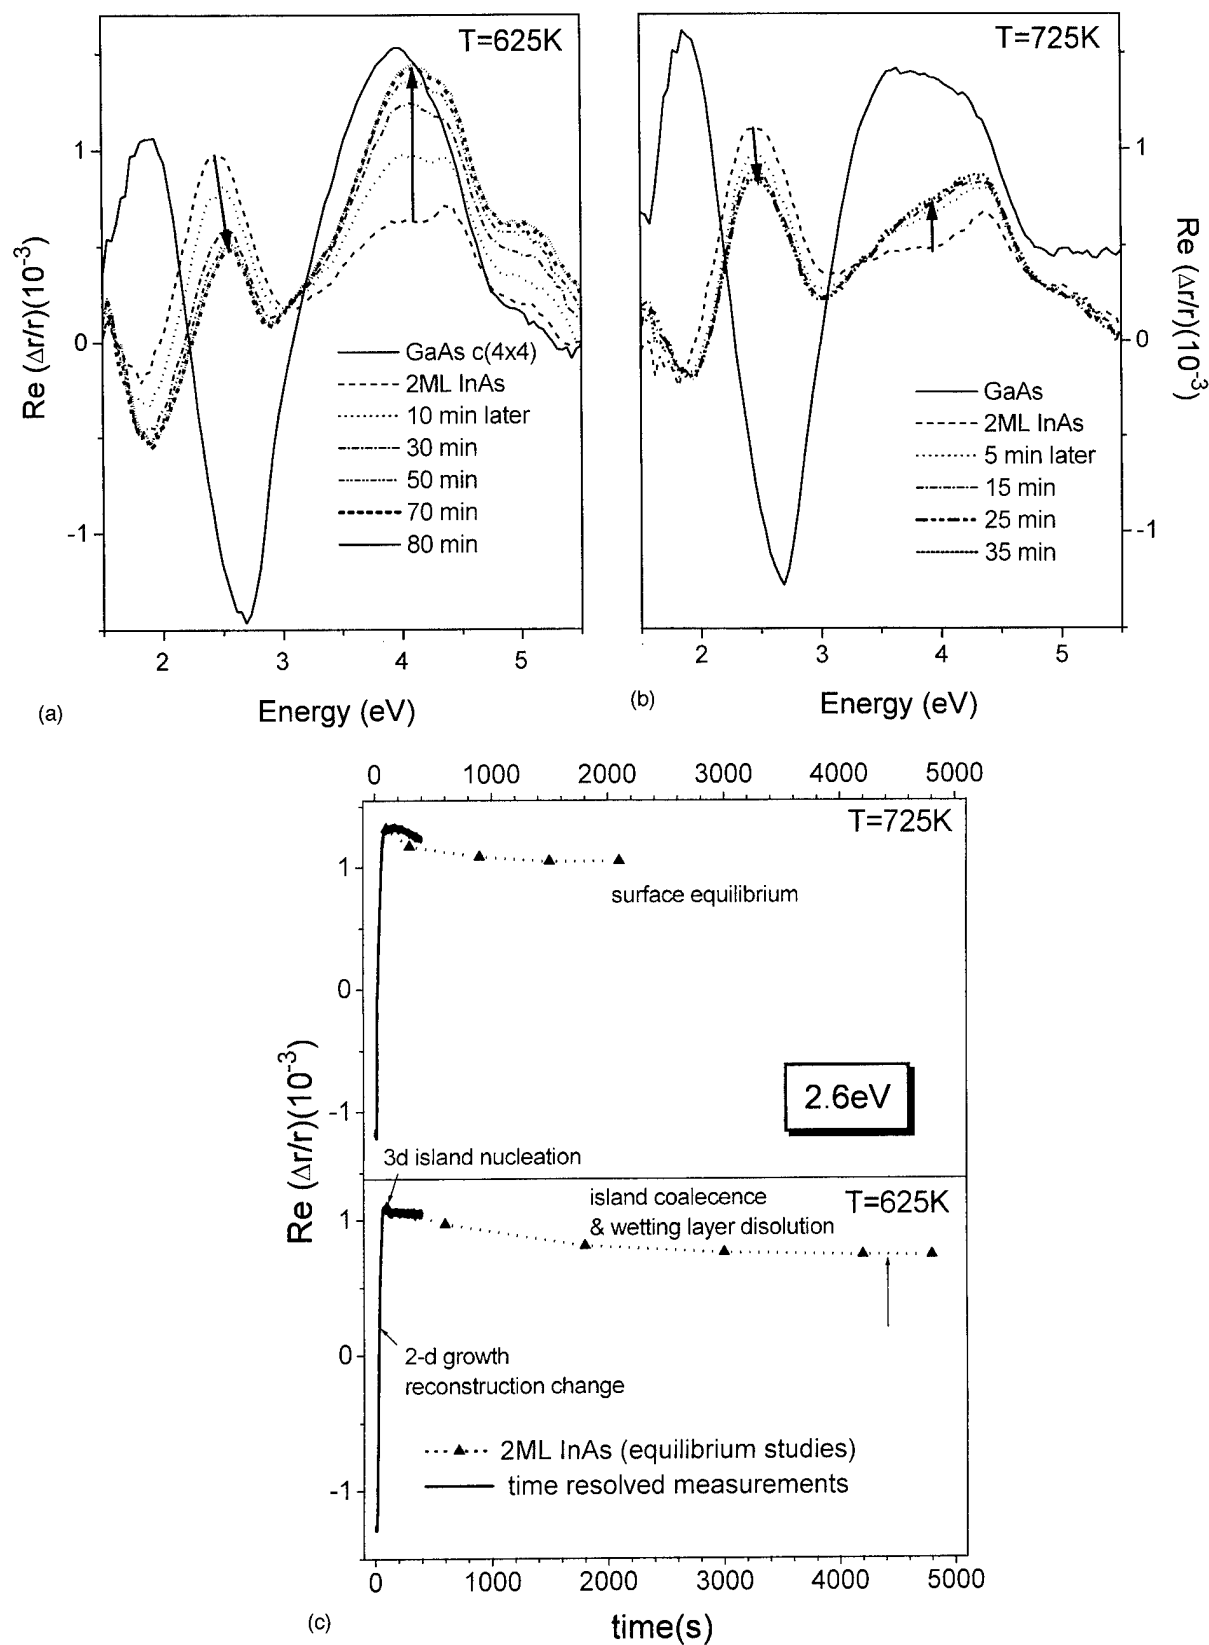 T=625K
1
0
-1
Re (Δr/r)(10⁻³)
GaAs c(4x4)
2ML InAs
10 min later
30 min
50 min
70 min
80 min
2 3 4 5
Energy (eV)
(a)
T=725K
1
0
-1
Re (Δr/r)(10⁻³)
GaAs
2ML InAs
5 min later
15 min
25 min
35 min
2 3 4 5
Energy (eV)
(b)
0 1000 2000 3000 4000 5000
T=725K
1
0
-1
surface equilibrium
2.6eV
Re (Δr/r)(10⁻³)
3d island nucleation
island coalecence
& wetting layer disolution
T=625K
1
0
-1
2-d growth
reconstruction change
2ML InAs (equilibrium studies)
time resolved measurements
0 1000 2000 3000 4000 5000
time(s)
(c)